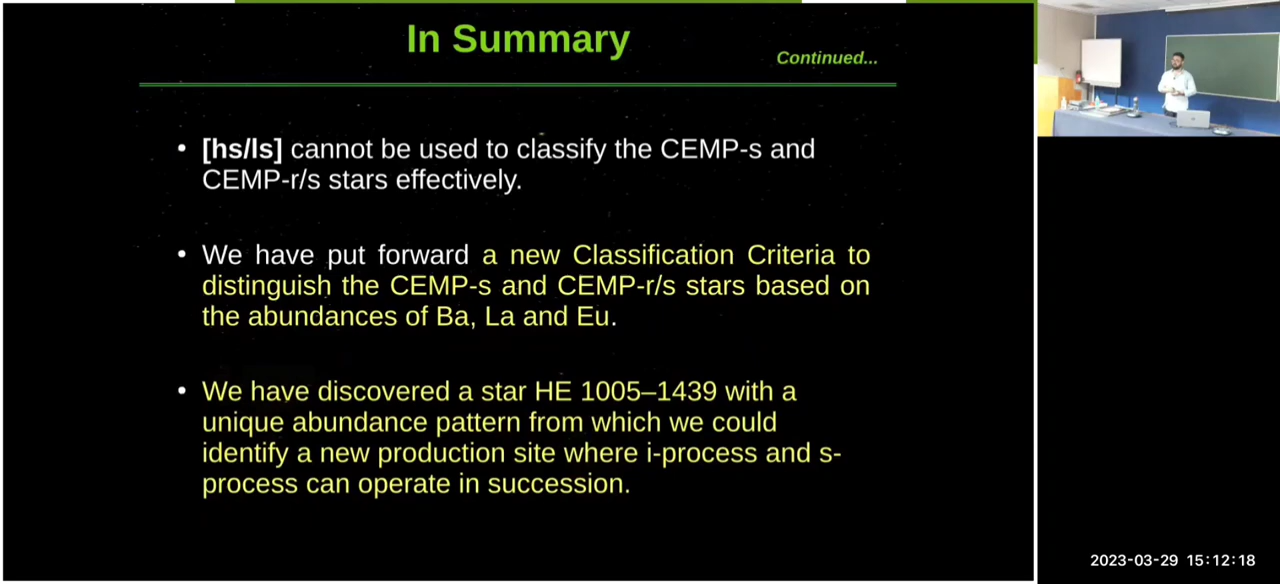 In Summary
Continued...
• [hs/ls] cannot be used to classify the CEMP-s and
CEMP-r/s stars effectively.
• We have put forward a new Classification Criteria to
distinguish the CEMP-s and CEMP-r/s stars based on
the abundances of Ba, La and Eu.
• We have discovered a star HE 1005–1439 with a
unique abundance pattern from which we could
identify a new production site where i-process and s-
process can operate in succession.
2023-03-29 15:12:18